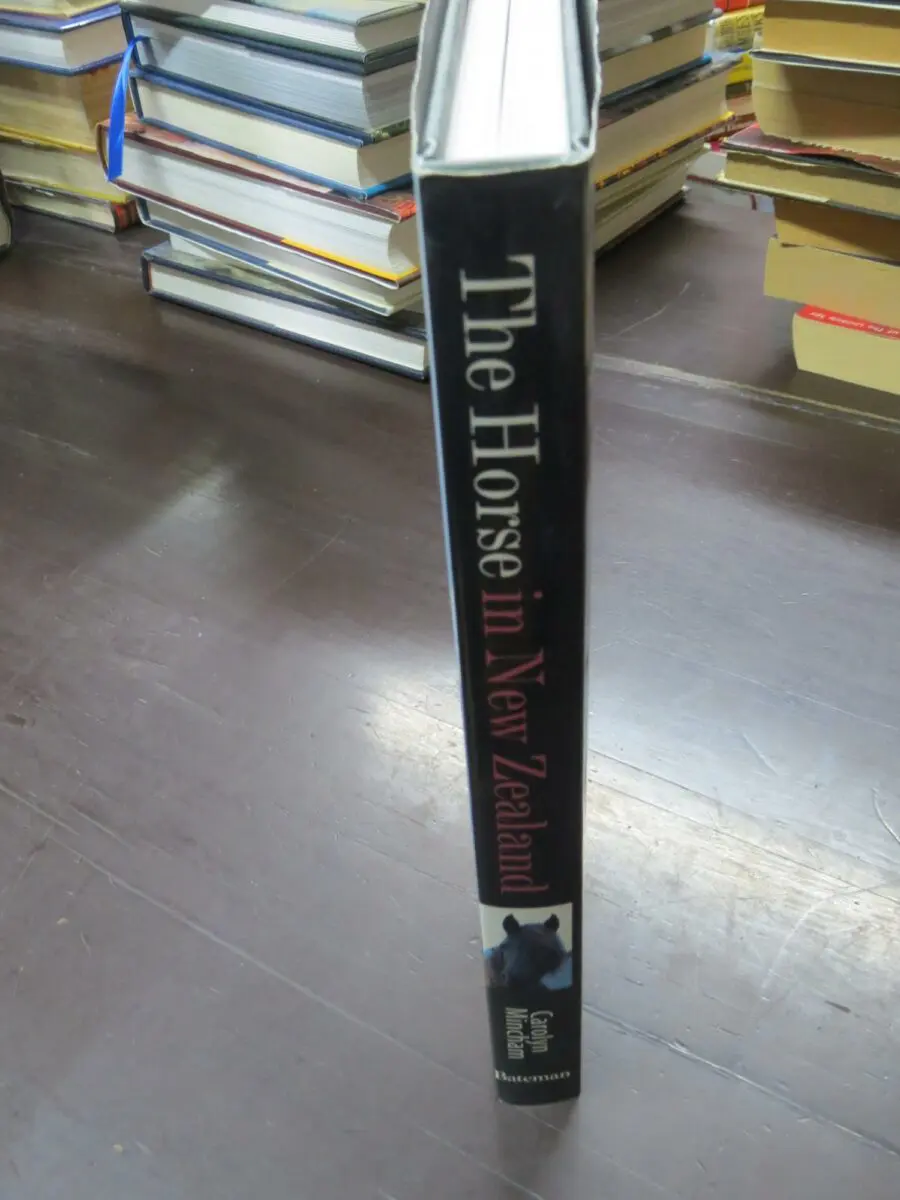 The Horse in New Zealand
Carolyn
Mincham
Bateman